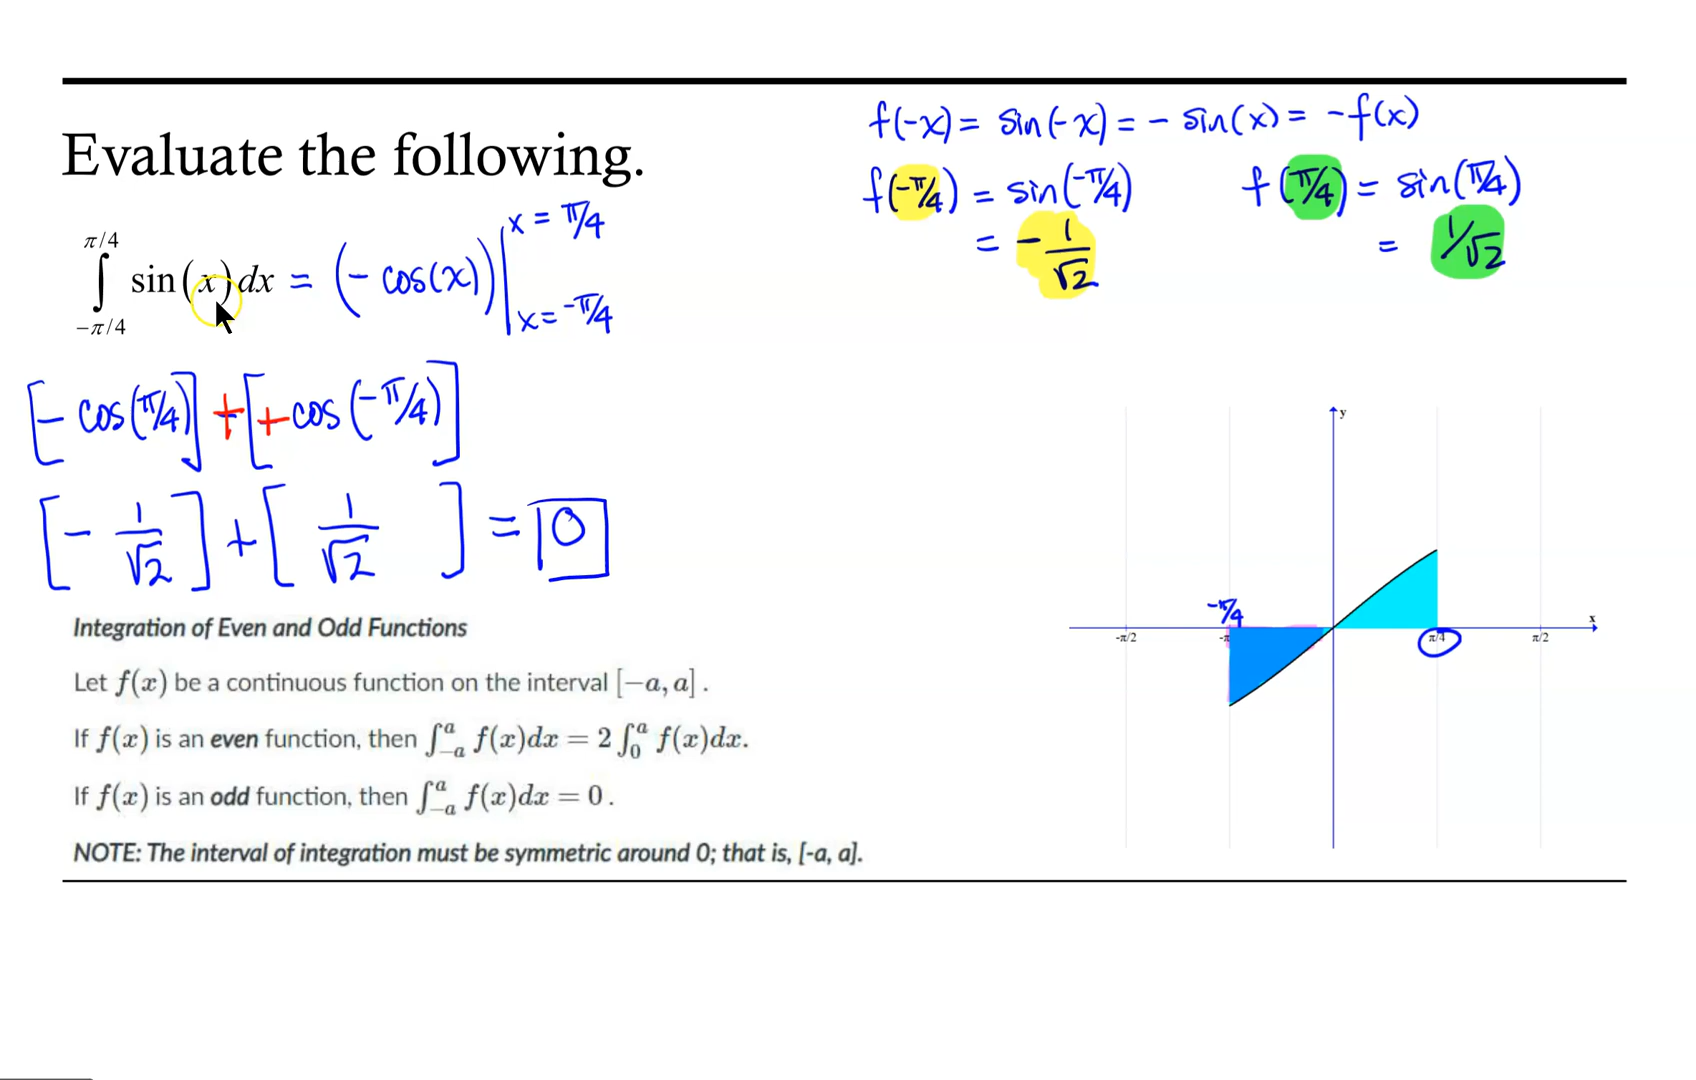 f(-x) = sin(-x) = - sin(x) = -f(x)
Evaluate the following.
f(-π/4) = sin(-π/4)
= - 1/√2
f(π/4) = sin(π/4)
= 1/√2
∫_{-π/4}^{π/4} sin(x) dx = (- cos(x)) | x = π/4 x = -π/4
[- cos(π/4)] + [+cos(-π/4)]
[- 1/√2] + [1/√2] = 0
Integration of Even and Odd Functions
Let f(x) be a continuous function on the interval [−a, a] .
If f(x) is an even function, then ∫_{−a}^{a} f(x)dx = 2 ∫_{0}^{a} f(x)dx.
If f(x) is an odd function, then ∫_{−a}^{a} f(x)dx = 0 .
NOTE: The interval of integration must be symmetric around 0; that is, [-a, a].
y
-π/4
x
-π/2 -π π/4 π/2